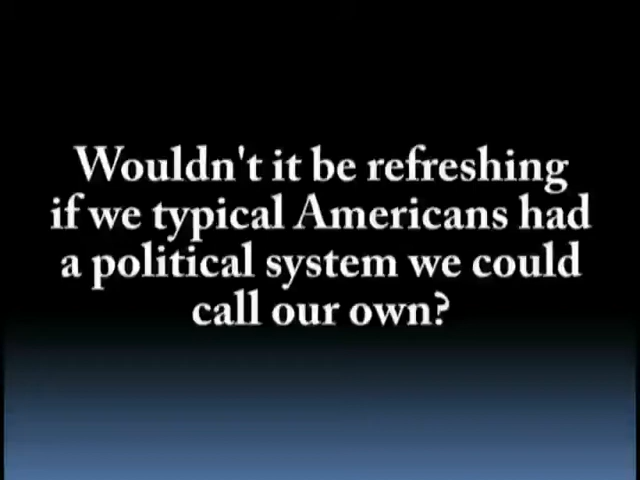 Wouldn't it be refreshing
if we typical Americans had
a political system we could
call our own?